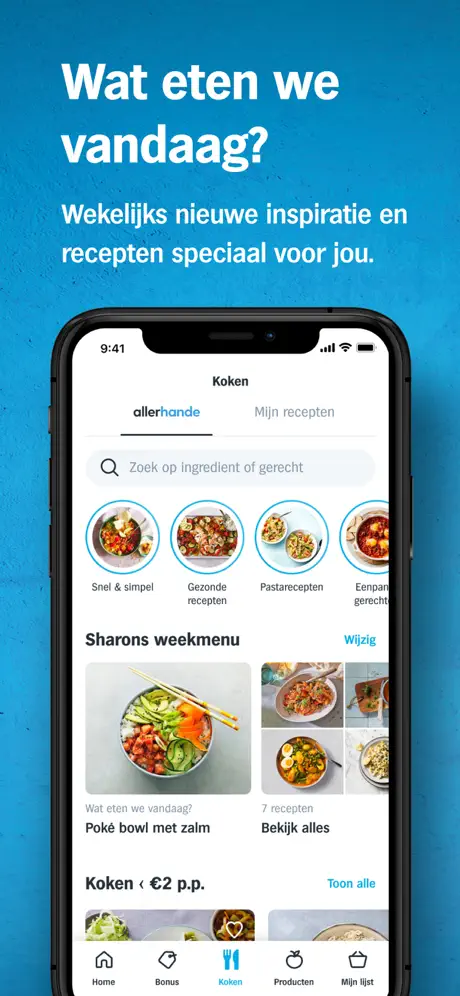 Wat eten we
vandaag?
Wekelijks nieuwe inspiratie en
recepten speciaal voor jou.
9:41
Koken
allerhande
Mijn recepten
Zoek op ingredient of gerecht
Snel & simpel
Gezonde
recepten
Pastarecepten
Eenpan
gerechte
Sharons weekmenu
Wijzig
Wat eten we vandaag?
Poké bowl met zalm
7 recepten
Bekijk alles
Koken ‹ €2 p.p.
Toon alle
Home
Bonus
Koken
Producten
Mijn lijst